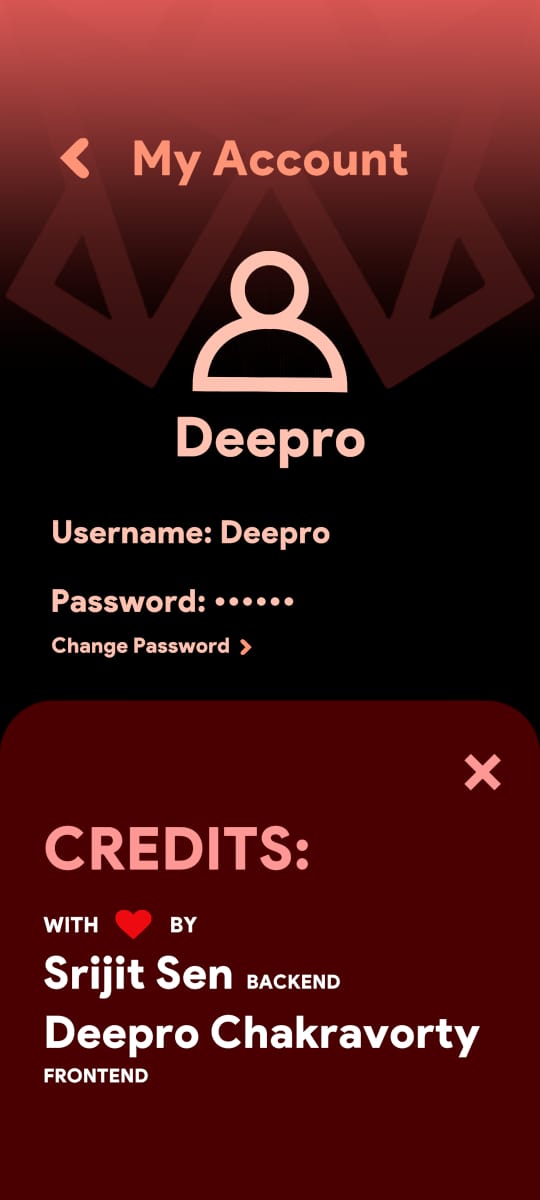 My Account
Deepro
Username: Deepro
Password: ••••••
Change Password >
CREDITS:
WITH ❤ BY
Srijit Sen BACKEND
Deepro Chakravorty
FRONTEND